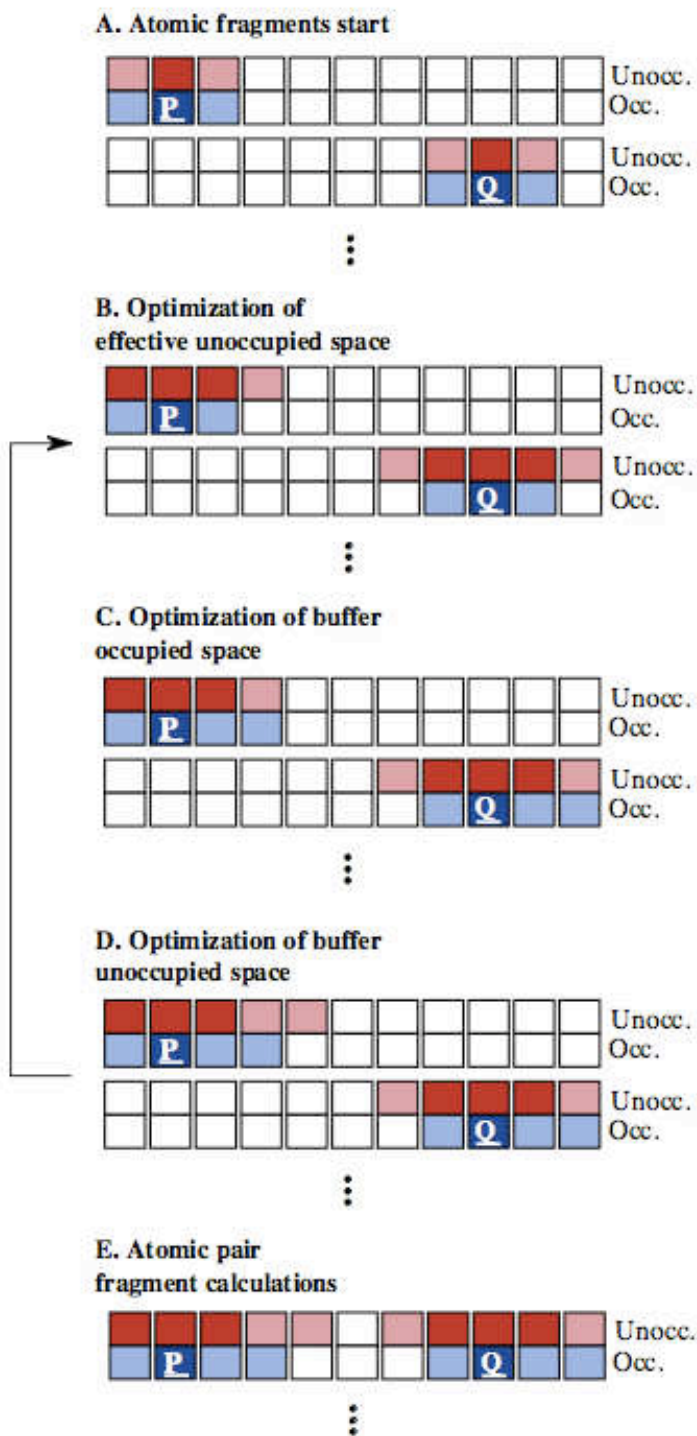 A. Atomic fragments start
Unocc.
P Occ.
Unocc.
Q Occ.
B. Optimization of
effective unoccupied space
Unocc.
P Occ.
Unocc.
Q Occ.
C. Optimization of buffer
occupied space
Unocc.
P Occ.
Unocc.
Q Occ.
D. Optimization of buffer
unoccupied space
Unocc.
P Occ.
Unocc.
Q Occ.
E. Atomic pair
fragment calculations
Unocc.
P Q Occ.